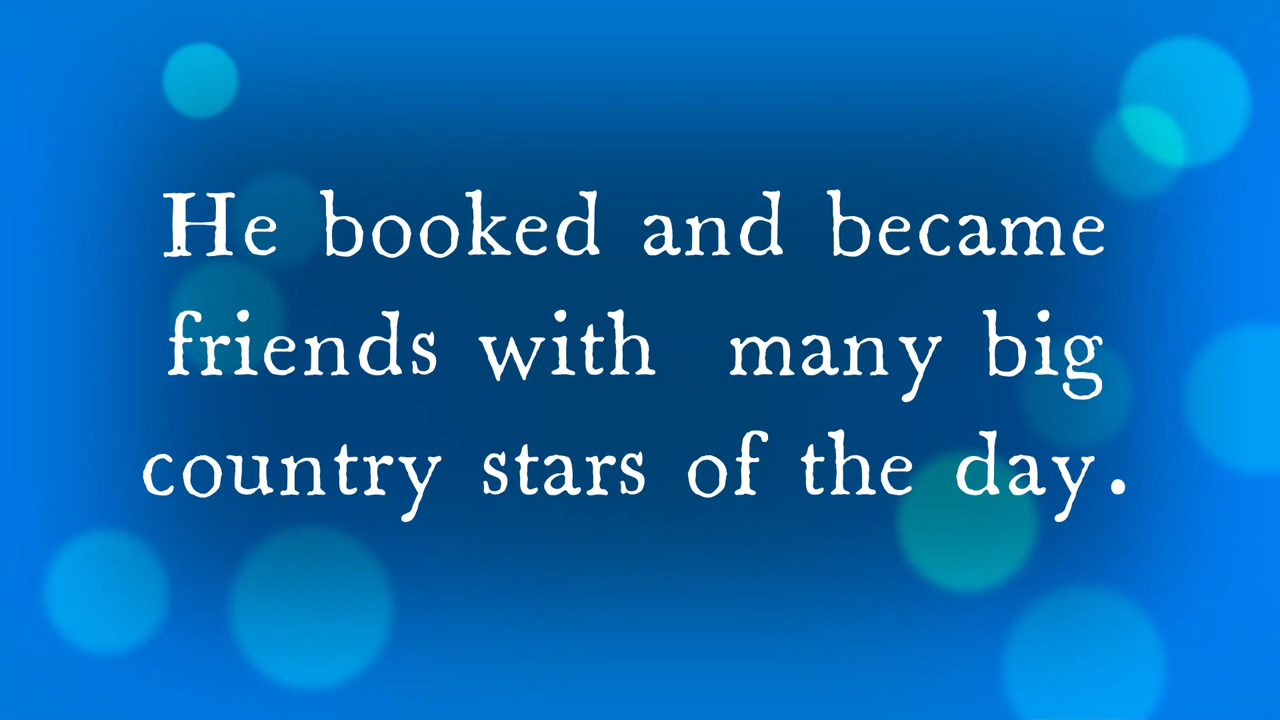 He booked and became
friends with many big
country stars of the day.